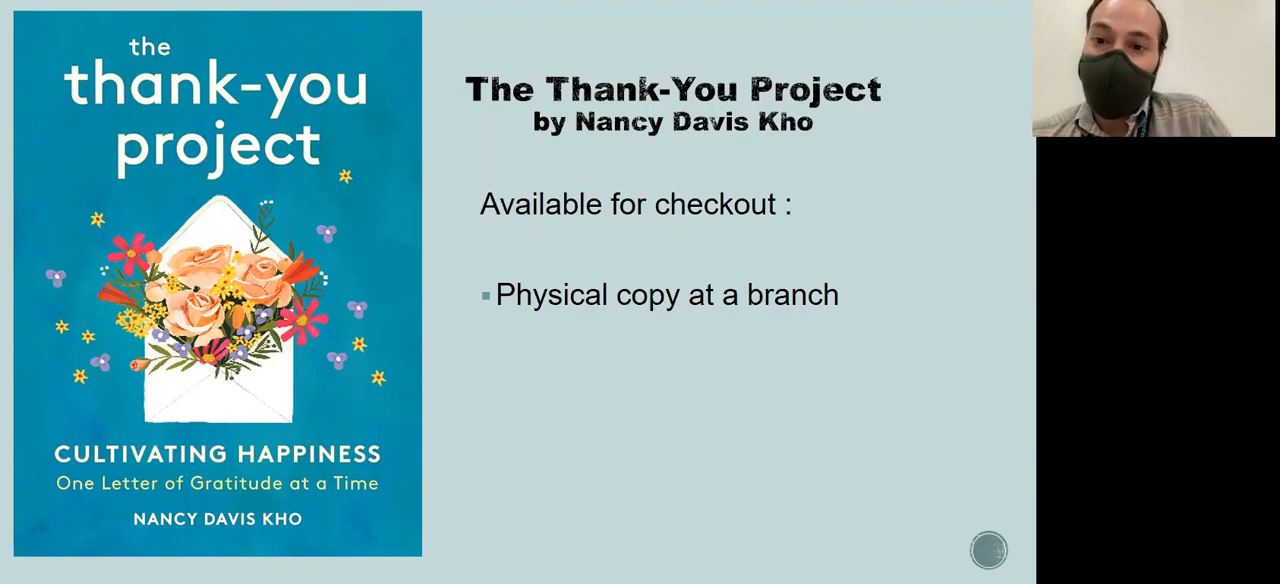 the
thank-you
project
CULTIVATING HAPPINESS
One Letter of Gratitude at a Time
NANCY DAVIS KHO
The Thank-You Project
by Nancy Davis Kho
Available for checkout :
Physical copy at a branch